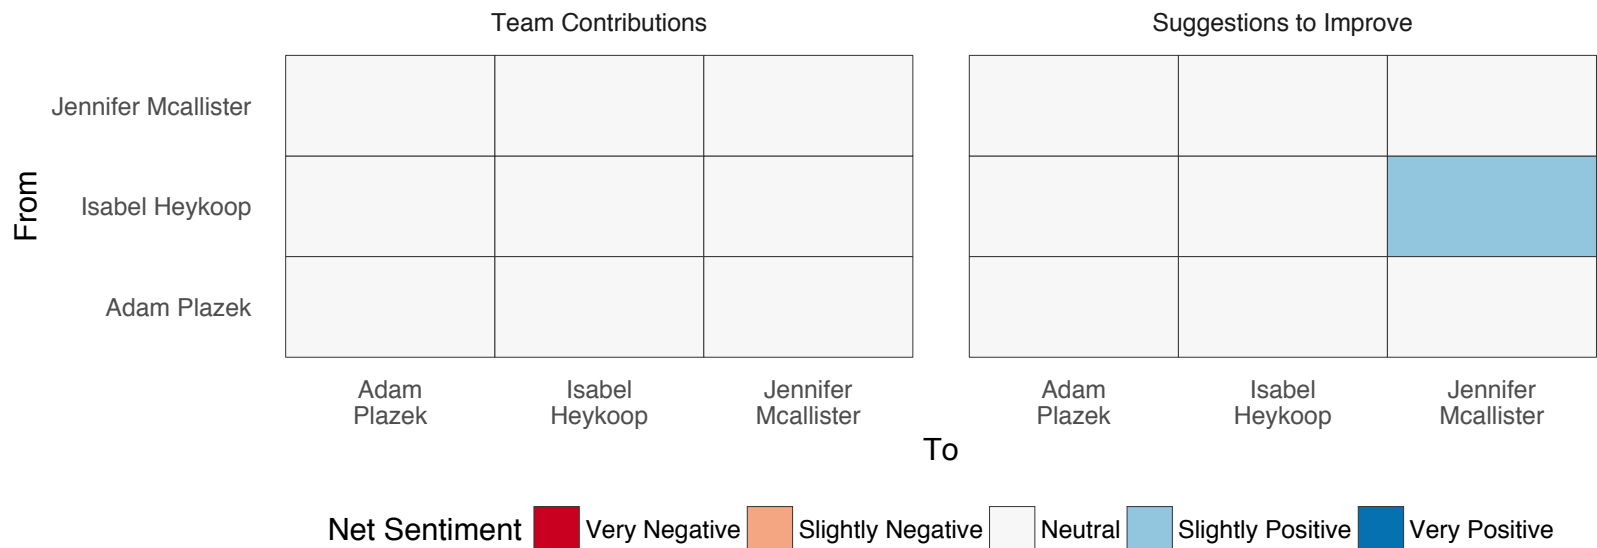 Team Contributions
Suggestions to Improve
From
Jennifer Mcallister
Isabel Heykoop
Adam Plazek
Adam
Plazek
Isabel
Heykoop
Jennifer
Mcallister
Adam
Plazek
Isabel
Heykoop
Jennifer
Mcallister
To
Net Sentiment
Very Negative
Slightly Negative
Neutral
Slightly Positive
Very Positive